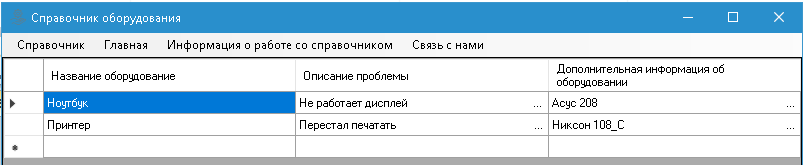 Справочник оборудования
Справочник Главная Информация о работе со справочником Связь с нами
Название оборудование Описание проблемы Дополнительная информация об оборудовании
Ноутбук Не работает дисплей ... Асус 208 ...
Принтер Перестал печатать ... Никсон 108_С ...